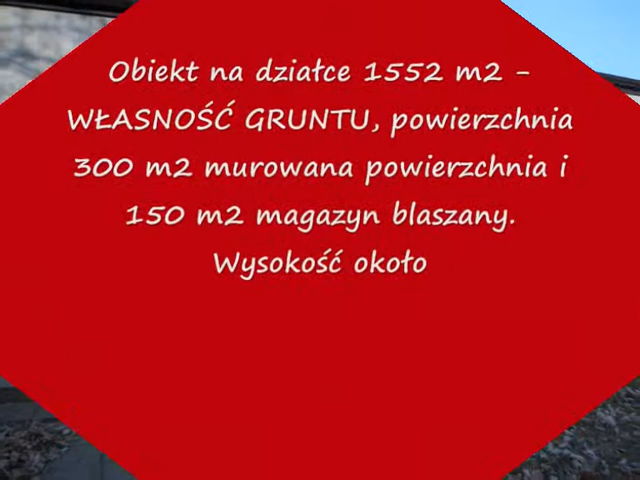 Obiekt na działce 1552 m2 -
WŁASNOŚĆ GRUNTU, powierzchnia
300 m2 murowana powierzchnia i
150 m2 magazyn blaszany.
Wysokość około